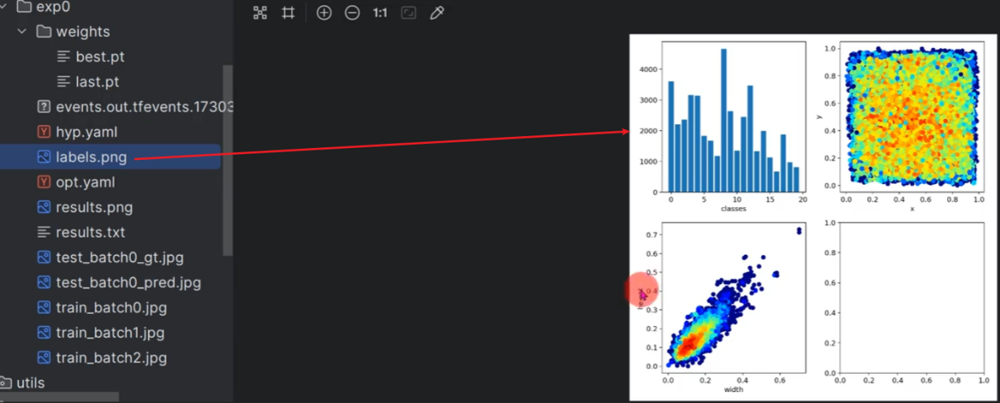 exp0
weights
best.pt
last.pt
events.out.tfevents.17303
hyp.yaml
labels.png
opt.yaml
results.png
results.txt
test_batch0_gt.jpg
test_batch0_pred.jpg
train_batch0.jpg
train_batch1.jpg
train_batch2.jpg
utils
1:1
4000
3000
2000
1000
0
0 5 10 15 20
classes
1.0
0.8
0.6
0.4
0.2
0.0
y
0.0 0.2 0.4 0.6 0.8 1.0
x
0.7
0.6
0.5
0.4
0.3
0.2
0.1
0.0
0.0 0.2 0.4 0.6
width
1.0
0.8
0.6
0.4
0.2
0.0
0.0 0.2 0.4 0.6 0.8 1.0